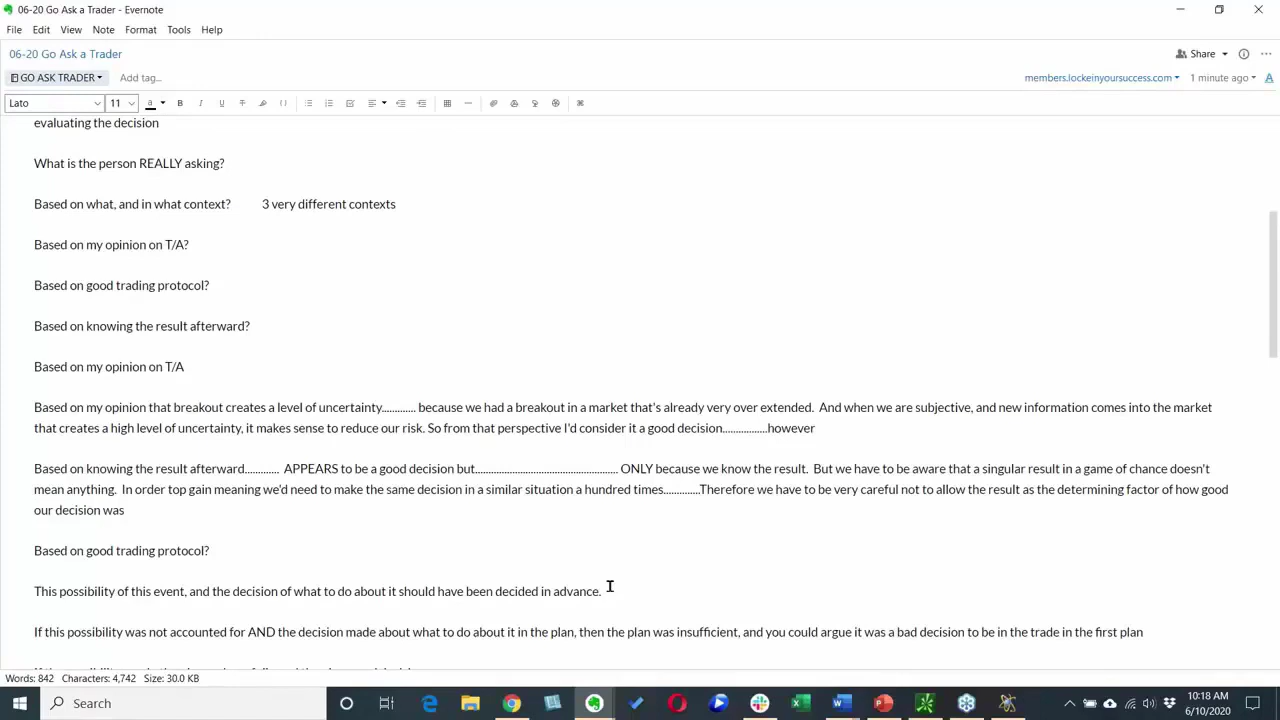 06-20 Go Ask a Trader - Evernote
File Edit View Note Format Tools Help
06-20 Go Ask a Trader
Share
GO ASK TRADER
Add tag...
members.lockeinyoursuccess.com
1 minute ago
Lato
11
evaluating the decision
What is the person REALLY asking?
Based on what, and in what context? 3 very different contexts
Based on my opinion on T/A?
Based on good trading protocol?
Based on knowing the result afterward?
Based on my opinion on T/A
Based on my opinion that breakout creates a level of uncertainty............. because we had a breakout in a market that's already very over extended. And when we are subjective, and new information comes into the market
that creates a high level of uncertainty, it makes sense to reduce our risk. So from that perspective I'd consider it a good decision..................however
Based on knowing the result afterward............. APPEARS to be a good decision but...................................................... ONLY because we know the result. But we have to be aware that a singular result in a game of chance doesn't
mean anything. In order top gain meaning we'd need to make the same decision in a similar situation a hundred times..............Therefore we have to be very careful not to allow the result as the determining factor of how good
our decision was
Based on good trading protocol?
This possibility of this event, and the decision of what to do about it should have been decided in advance.
If this possibility was not accounted for AND the decision made about what to do about it in the plan, then the plan was insufficient, and you could argue it was a bad decision to be in the trade in the first plan
Words: 842 Characters: 4,742 Size: 30.0 KB
Search
10:18 AM
6/10/2020